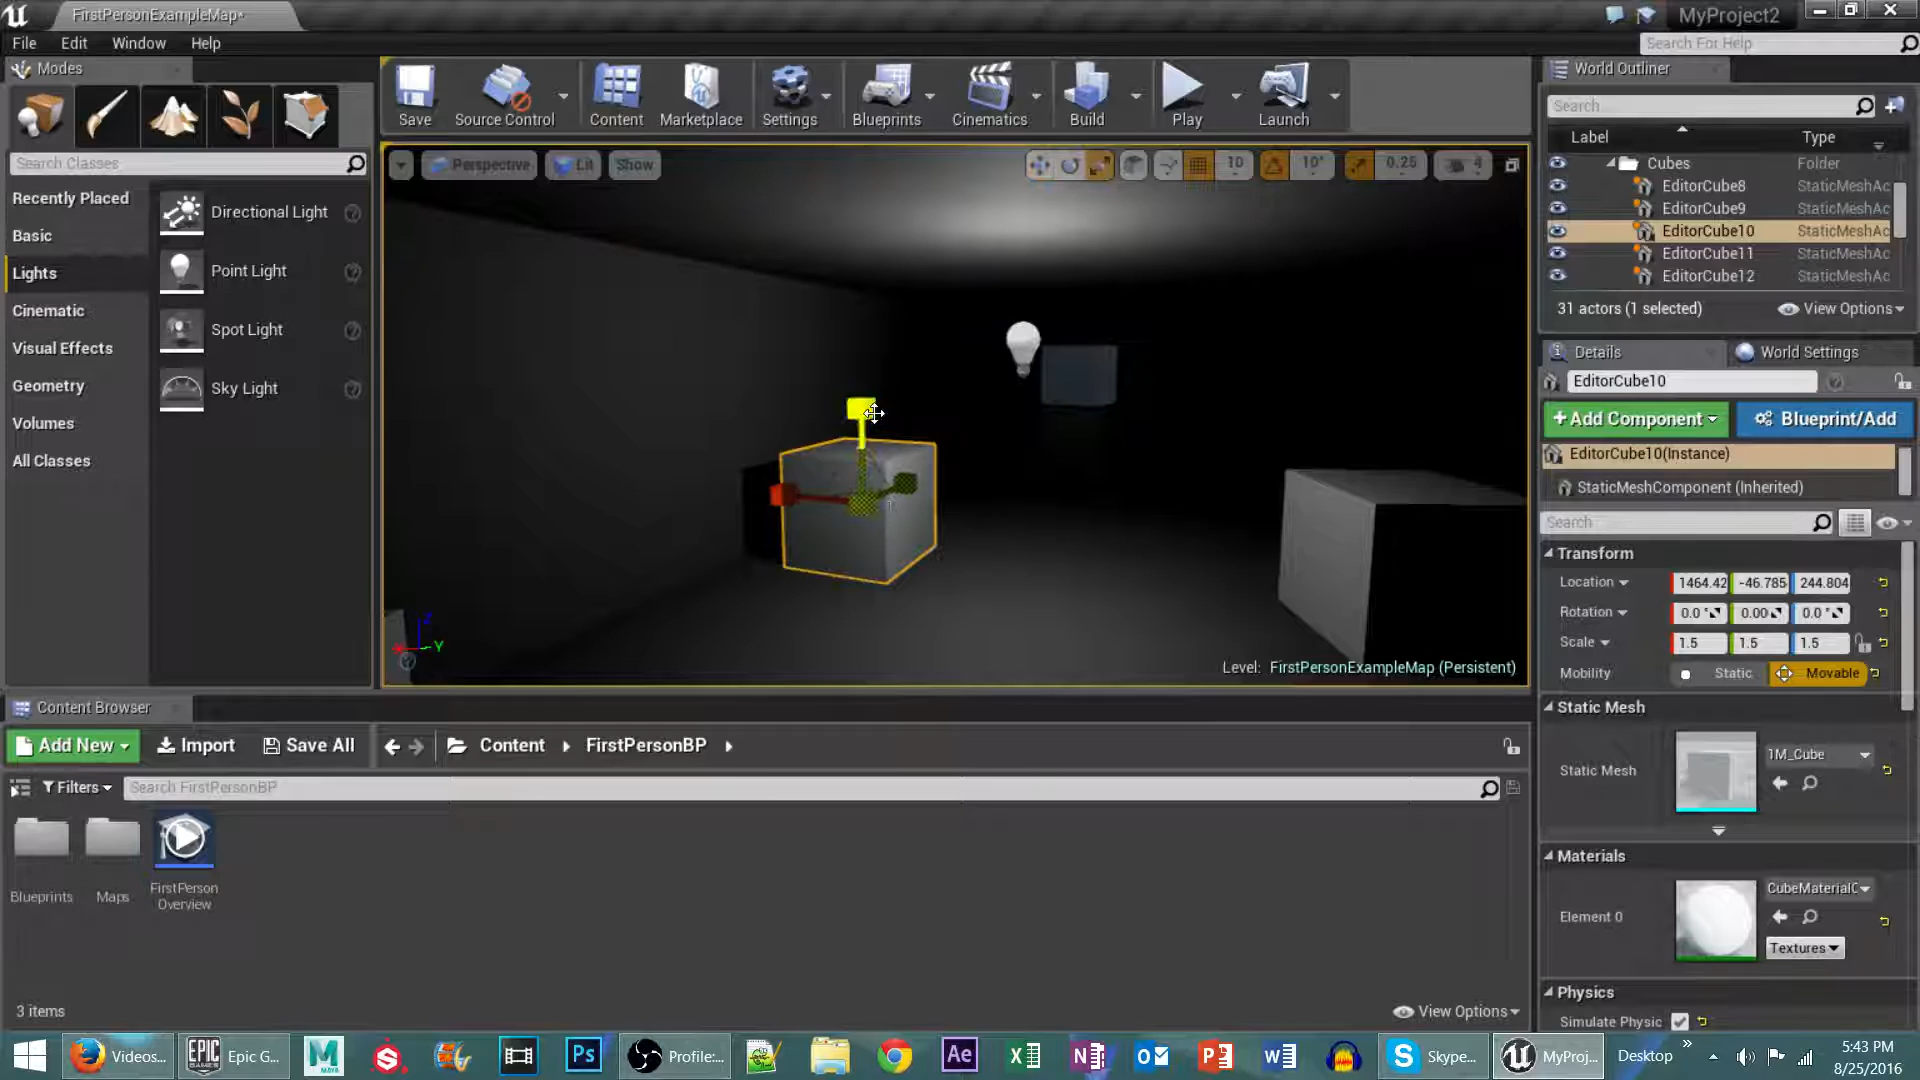 FirstPersonExampleMap*
MyProject2
File Edit Window Help
Search For Help
Modes
Search Classes
Recently Placed
Basic
Lights
Cinematic
Visual Effects
Geometry
Volumes
All Classes
Directional Light
Point Light
Spot Light
Sky Light
Save Source Control Content Marketplace Settings Blueprints Cinematics Build Play Launch
Perspective Lit Show
10 10° 0.25 4
Level: FirstPersonExampleMap (Persistent)
Z
Y
World Outliner
Search...
Label Type
Cubes Folder
EditorCube8 StaticMeshAc
EditorCube9 StaticMeshAc
EditorCube10 StaticMeshAc
EditorCube11 StaticMeshAc
EditorCube12 StaticMeshAc
31 actors (1 selected) View Options
Details World Settings
EditorCube10
+Add Component Blueprint/Add
EditorCube10(Instance)
StaticMeshComponent (Inherited)
Search
Transform
Location 1464.42 -46.785 244.804
Rotation 0.0 ° 0.00 0.0 °
Scale 1.5 1.5 1.5
Mobility Static Movable
Static Mesh
Static Mesh 1M_Cube
Materials
Element 0 CubeMaterialC
Textures
Physics
Simulate Physic
Content Browser
Add New Import Save All Content FirstPersonBP
Filters Search FirstPersonBP
Blueprints
Maps
FirstPerson
Overview
3 items
View Options
Videos... EPIC GAMES Epic G... M MAYA S Ps Profile:... Ae X N O P W S Skype... MyProj... Desktop »
5:43 PM
8/25/2016